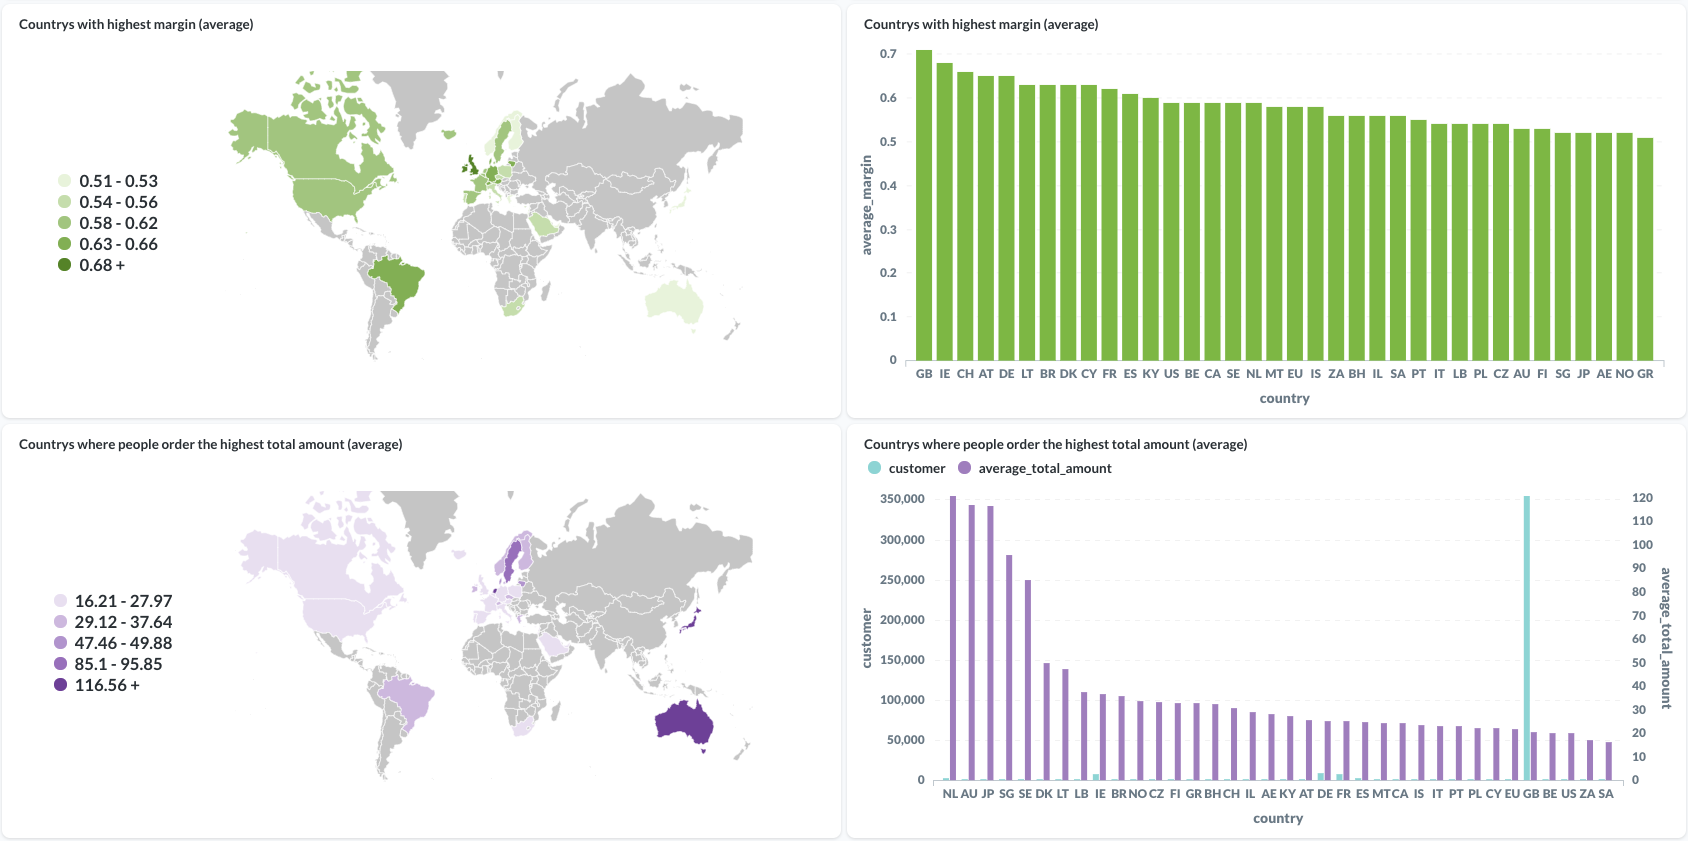 Countrys with highest margin (average)
0.51 - 0.53
0.54 - 0.56
0.58 - 0.62
0.63 - 0.66
0.68 +
Countrys with highest margin (average)
average_margin
0.7
0.6
0.5
0.4
0.3
0.2
0.1
0
GB IE CH AT DE LT BR DK CY FR ES KY US BE CA SE NL MT EU IS ZA BH IL SA PT IT LB PL CZ AU FI SG JP AE NO GR
country
Countrys where people order the highest total amount (average)
16.21 - 27.97
29.12 - 37.64
47.46 - 49.88
85.1 - 95.85
116.56 +
Countrys where people order the highest total amount (average)
customer average_total_amount
customer
350,000
300,000
250,000
200,000
150,000
100,000
50,000
0
120
110
100
90
80
70
60
50
40
30
20
10
0
average_total_amount
NL AU JP SG SE DK LT LB IE BR NO CZ FI GR BH CH IL AE KY AT DE FR ES MT CA IS IT PT PL CY EU GB BE US ZA SA
country